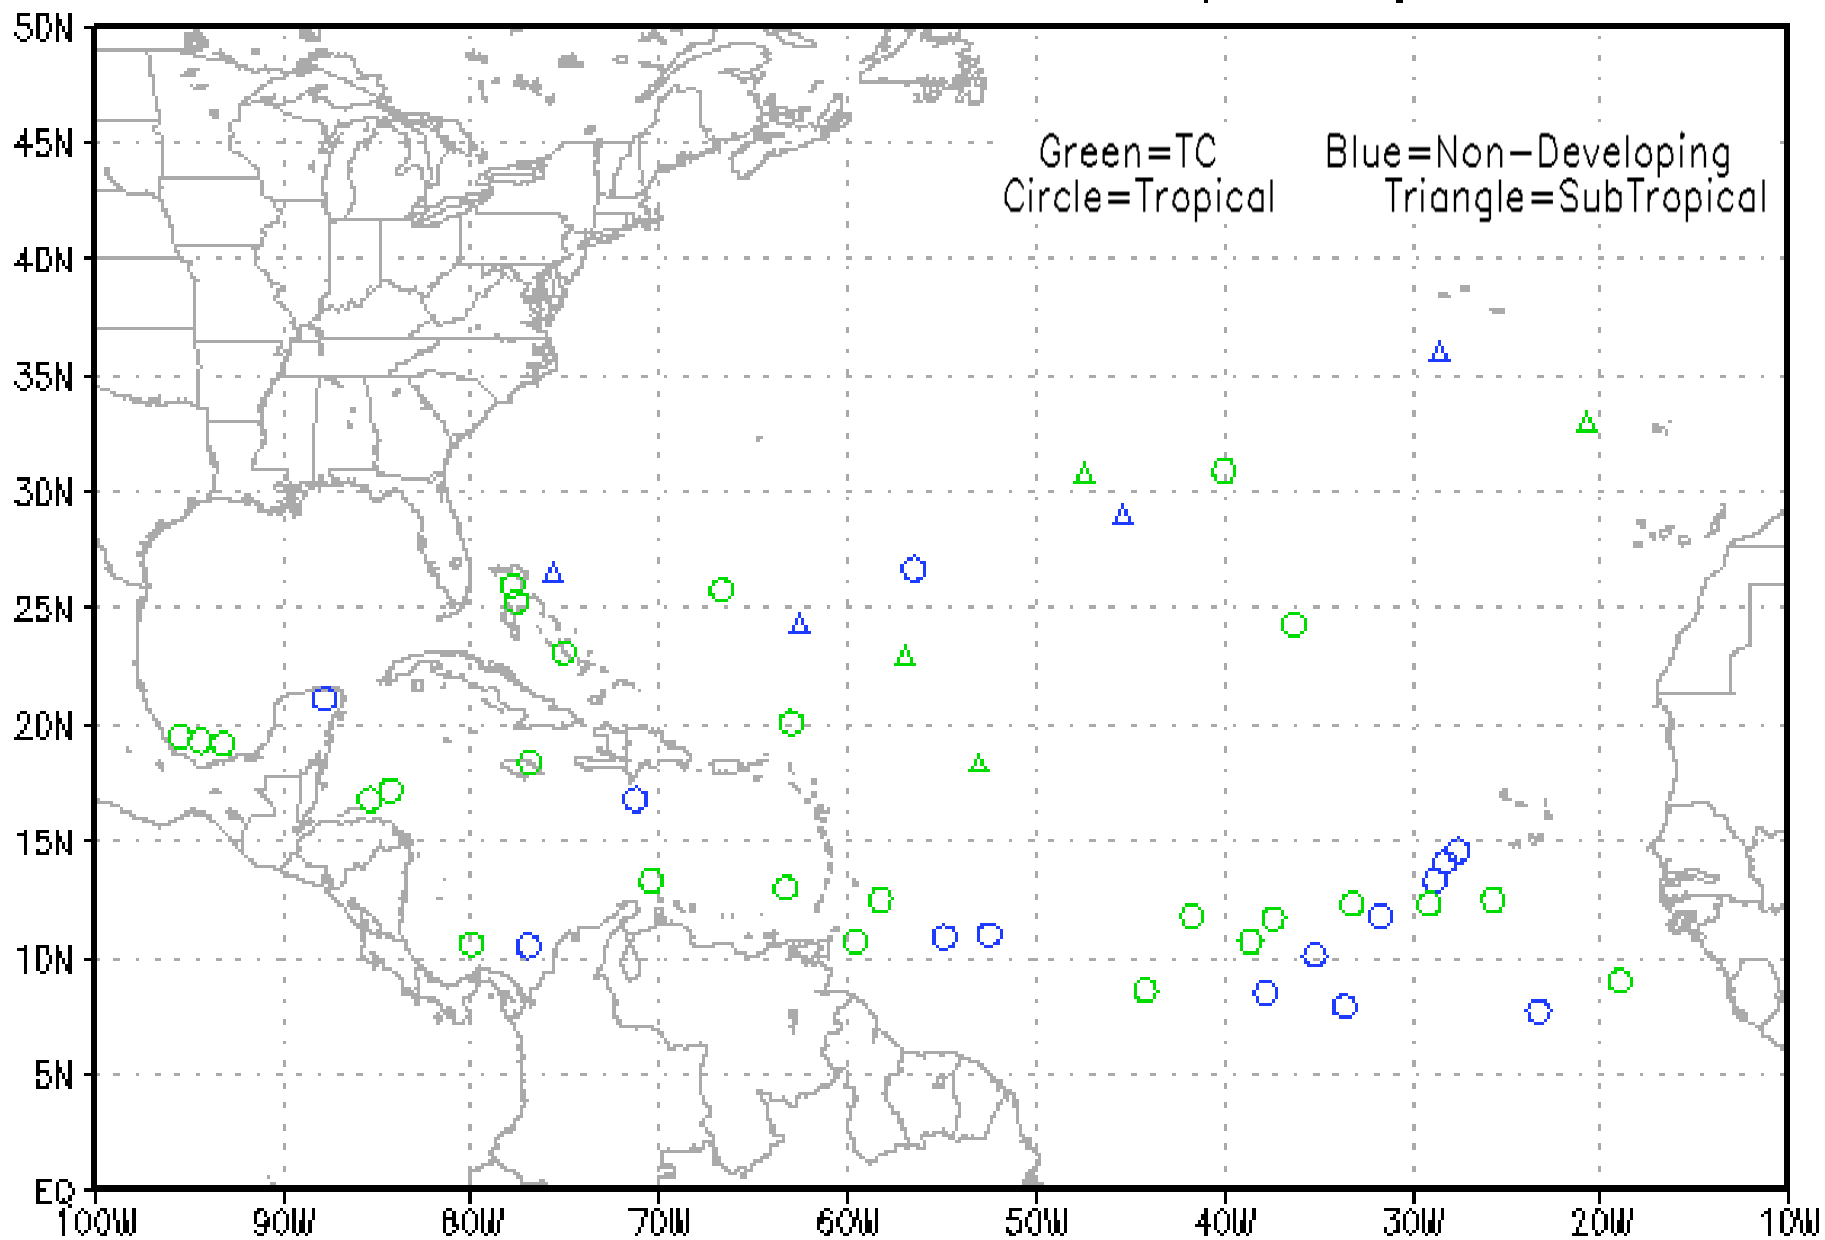 50N
45N
Green=TC Blue=Non-Developing
Circle=Tropical Triangle=SubTropical
40N
35N
30N
25N
20N
15N
10N
5N
EQ
100W 90W 80W 70W 60W 50W 40W 30W 20W 10W